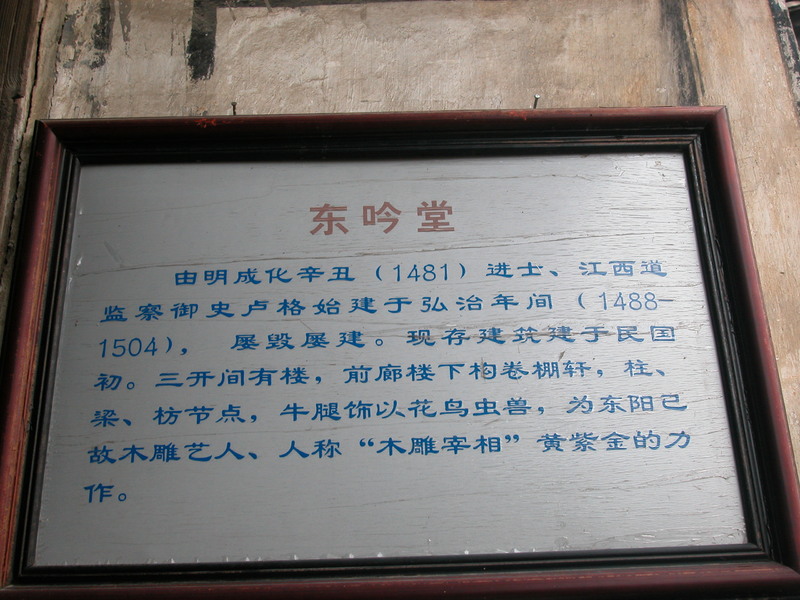 东吟堂
由明成化辛丑（1481）进士、江西道
监察御史卢格始建于弘治年间（1488-
1504）， 屡毁屡建。现存建筑建于民国
初。三开间有楼，前廊楼下构卷棚轩，柱、
梁、枋节点，牛腿饰以花鸟虫兽，为东阳已
故木雕艺人、人称“木雕宰相”黄紫金的力
作。